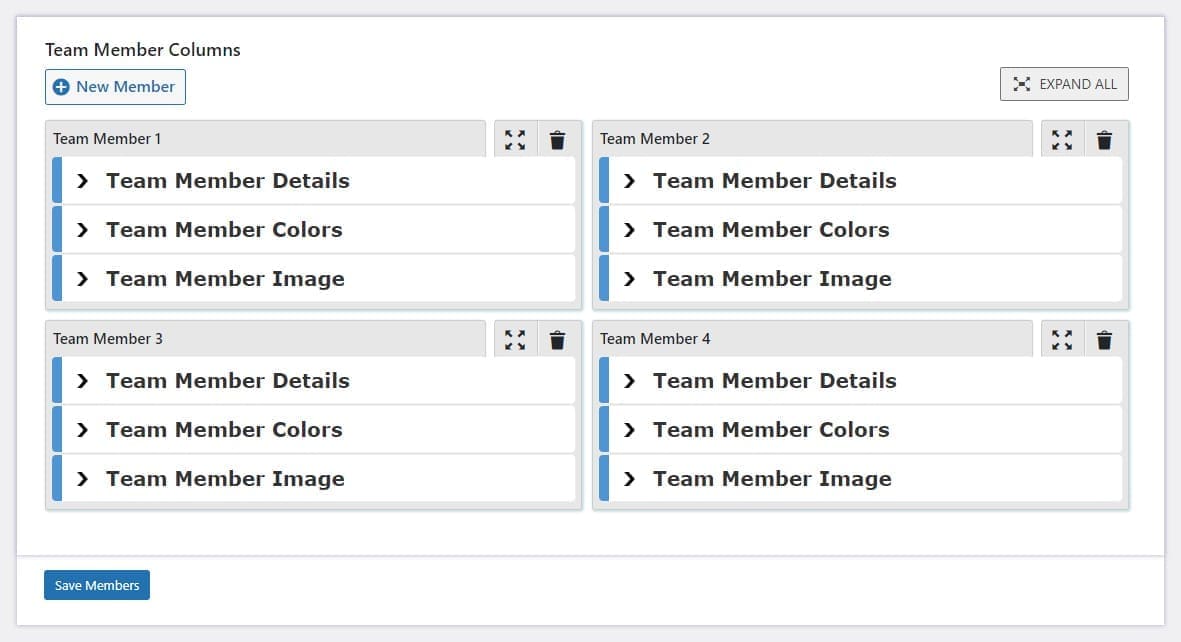 Team Member Columns
New Member
EXPAND ALL
Team Member 1
Team Member Details
Team Member Colors
Team Member Image
Team Member 2
Team Member Details
Team Member Colors
Team Member Image
Team Member 3
Team Member Details
Team Member Colors
Team Member Image
Team Member 4
Team Member Details
Team Member Colors
Team Member Image
Save Members